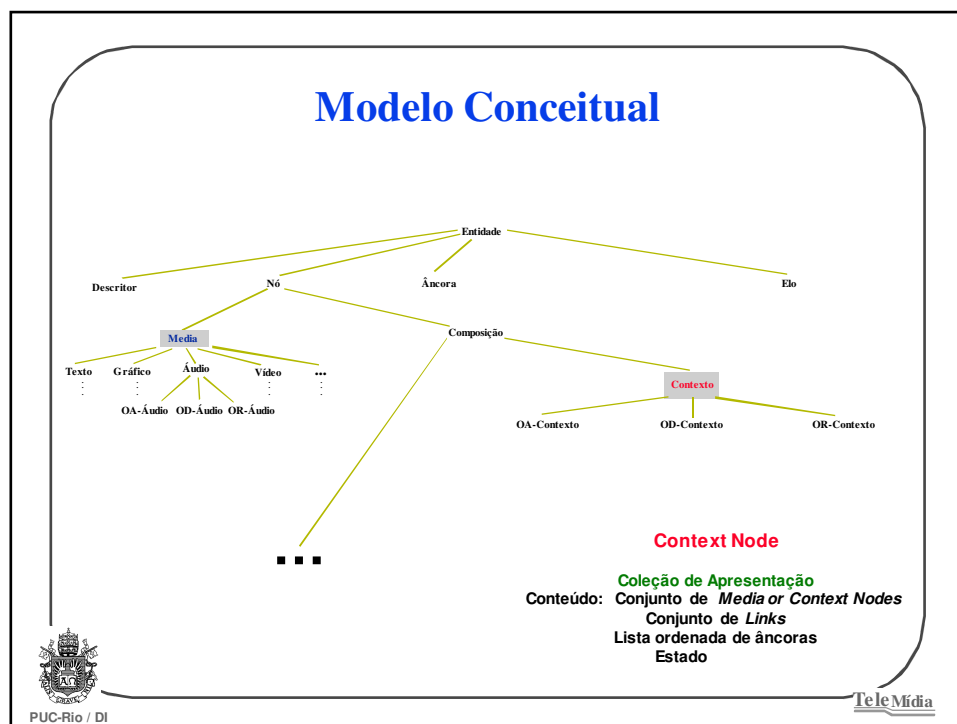 Modelo Conceitual
Entidade
Descritor Nó Âncora Elo
Media Composição
Texto Gráfico Áudio Vídeo ...
Contexto
OA-Áudio OD-Áudio OR-Áudio
OA-Contexto OD-Contexto OR-Contexto
...
Context Node
Coleção de Apresentação
Conteúdo: Conjunto de Media or Context Nodes
Conjunto de Links
Lista ordenada de âncoras
Estado
PUC-Rio / DI
TeleMídia